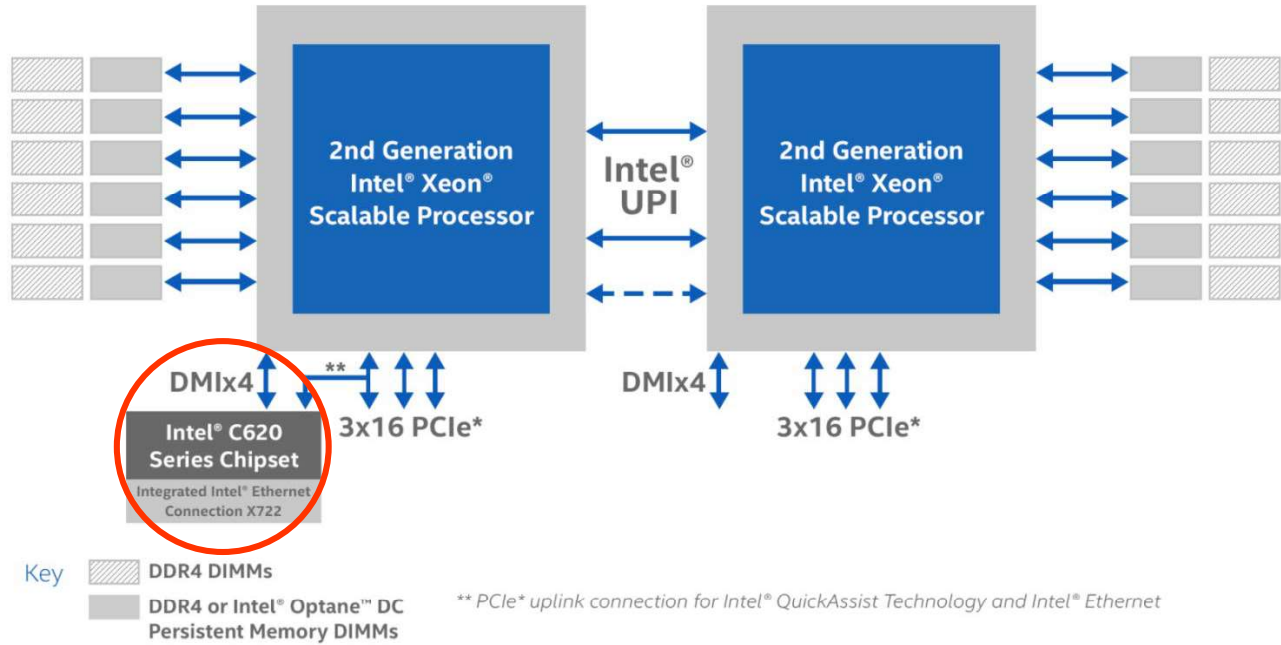 2nd Generation
Intel® Xeon®
Scalable Processor
Intel®
UPI
2nd Generation
Intel® Xeon®
Scalable Processor
DMIx4
**
3x16 PCIe*
DMIx4
3x16 PCIe*
Intel® C620
Series Chipset
Integrated Intel® Ethernet
Connection X722
Key
DDR4 DIMMs
DDR4 or Intel® Optane™ DC
Persistent Memory DIMMs
** PCIe* uplink connection for Intel® QuickAssist Technology and Intel® Ethernet